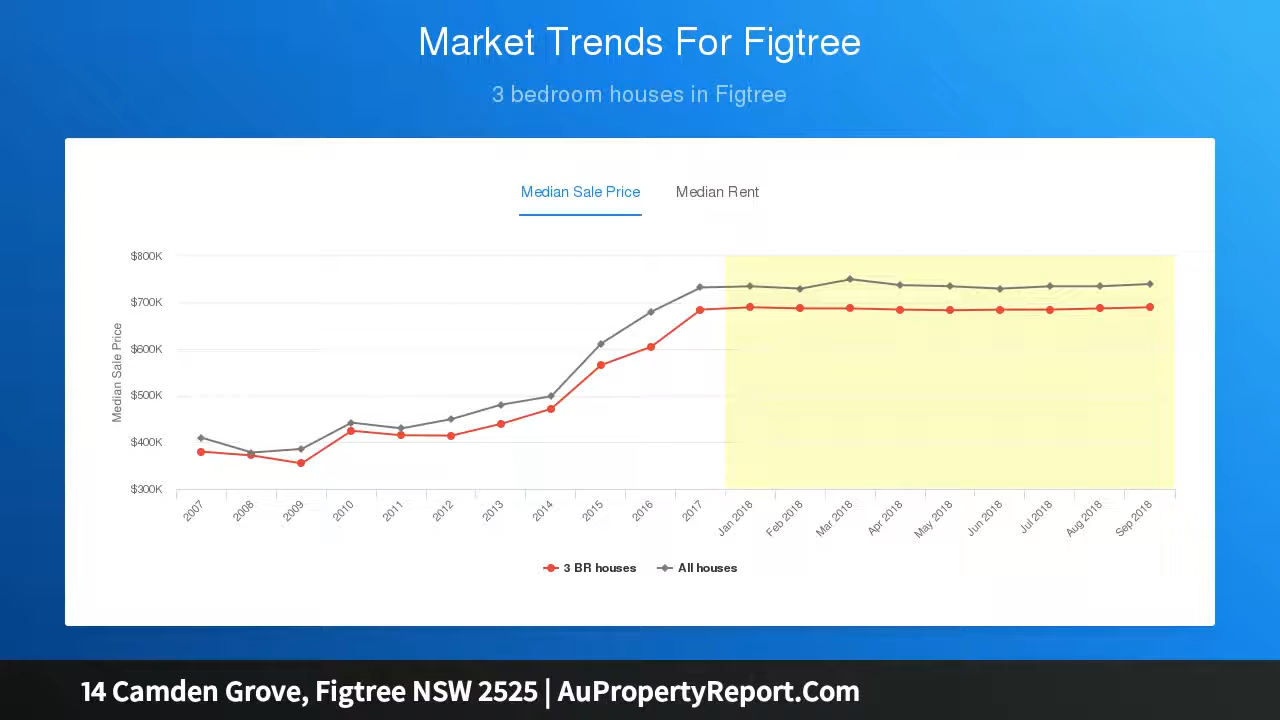 Market Trends For Figtree
3 bedroom houses in Figtree
Median Sale Price Median Rent
Median Sale Price
$800K
$700K
$600K
$500K
$400K
$300K
2007 2008 2009 2010 2011 2012 2013 2014 2015 2016 2017 Jan 2018 Feb 2018 Mar 2018 Apr 2018 May 2018 Jun 2018 Jul 2018 Aug 2018 Sep 2018
3 BR houses All houses
14 Camden Grove, Figtree NSW 2525 | AuPropertyReport.Com